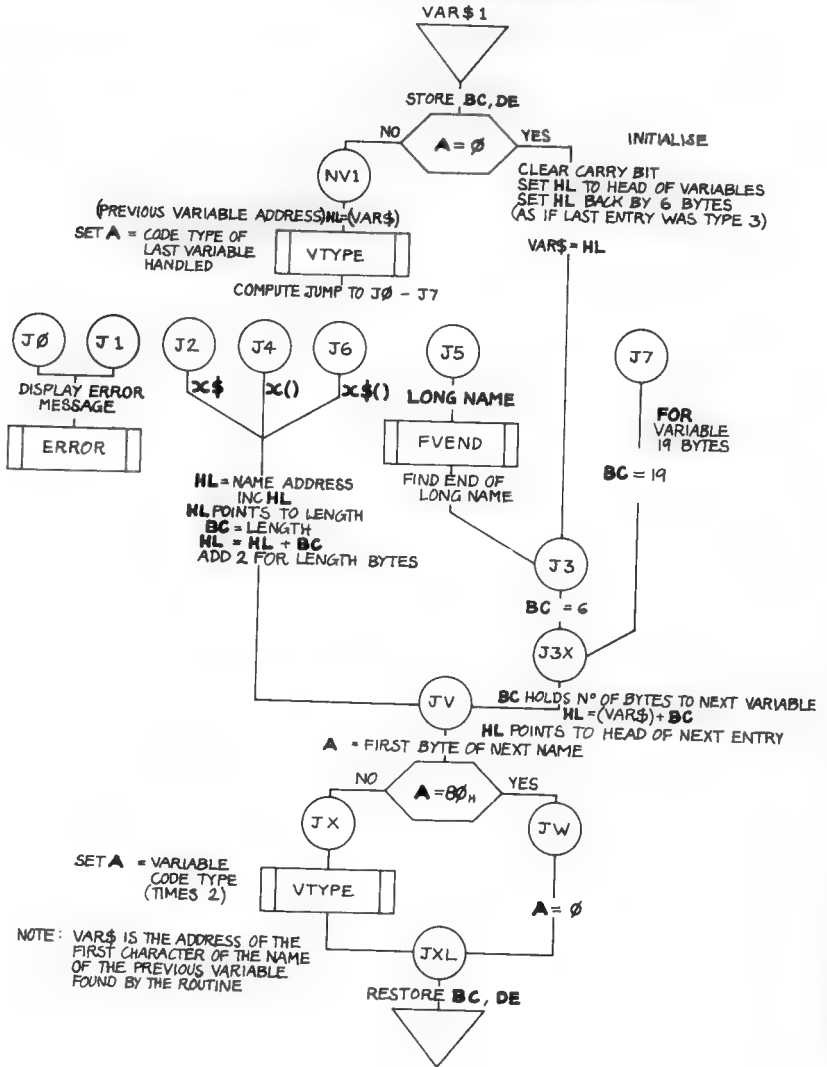 VAR$1
STORE BC, DE
NO
A = Ø
YES
INITIALISE
NV1
CLEAR CARRY BIT
SET HL TO HEAD OF VARIABLES
SET HL BACK BY 6 BYTES
(AS IF LAST ENTRY WAS TYPE 3)
VAR$ = HL
(PREVIOUS VARIABLE ADDRESS) HL=(VAR$)
SET A = CODE TYPE OF
LAST VARIABLE
HANDLED
VTYPE
COMPUTE JUMP TO JØ - J7
JØ
J1
J2
J4
J6
J5
J7
DISPLAY ERROR
MESSAGE
ERROR
x$
x()
x$()
LONG NAME
FVEND
FIND END OF
LONG NAME
FOR
VARIABLE
19 BYTES
BC = 19
HL = NAME ADDRESS
INC HL
HL POINTS TO LENGTH
BC = LENGTH
HL = HL + BC
ADD 2 FOR LENGTH BYTES
J3
BC = 6
J3X
JV
BC HOLDS Nº OF BYTES TO NEXT VARIABLE
HL = (VAR$) + BC
HL POINTS TO HEAD OF NEXT ENTRY
A = FIRST BYTE OF NEXT NAME
NO
A = 8ØH
YES
JX
JW
SET A = VARIABLE
CODE TYPE
(TIMES 2)
VTYPE
A = Ø
NOTE: VAR$ IS THE ADDRESS OF THE
FIRST CHARACTER OF THE NAME
OF THE PREVIOUS VARIABLE
FOUND BY THE ROUTINE
JXL
RESTORE BC, DE